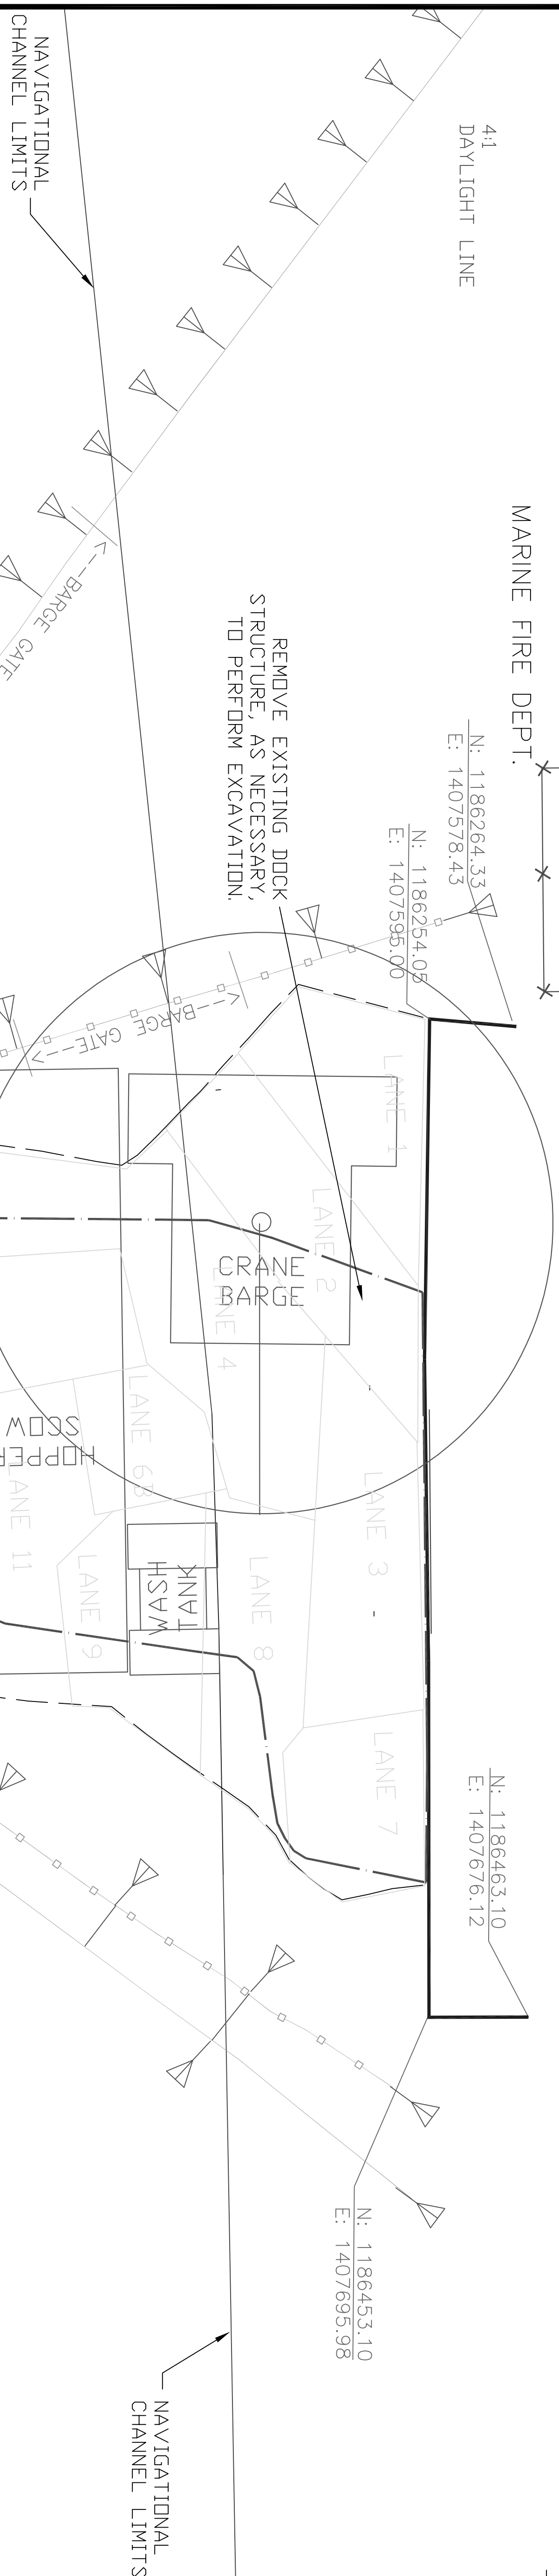 NAVIGATIONAL
CHANNEL LIMITS
4:1
DAYLIGHT LINE
MARINE FIRE DEPT.
<--BARGE GATE
REMOVE EXISTING DOCK
STRUCTURE, AS NECESSARY,
TO PERFORM EXCAVATION.
N: 1186264.33
E: 1407578.43
N: 1186254.05
E: 1407595.00
<--BARGE GATE-->
LANE 1
LANE 2
CRANE
BARGE
LANE 4
LANE 6B
HOPPER
SCOW
LANE 3
LANE 11
WASH
TANK
LANE 9
LANE 8
LANE 7
N: 1186463.10
E: 1407676.12
N: 1186453.10
E: 1407695.98
NAVIGATIONAL
CHANNEL LIMITS